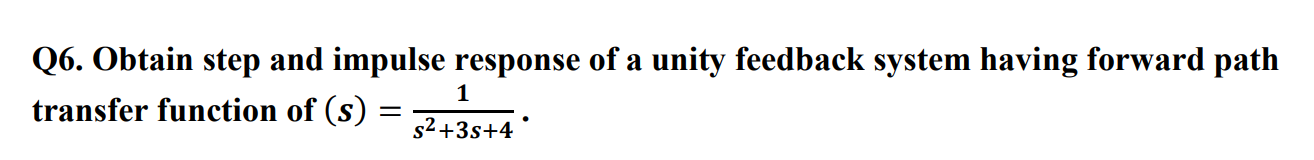 Q6. Obtain step and impulse response of a unity feedback system having forward path
transfer function of (s) = 1/(s²+3s+4) .